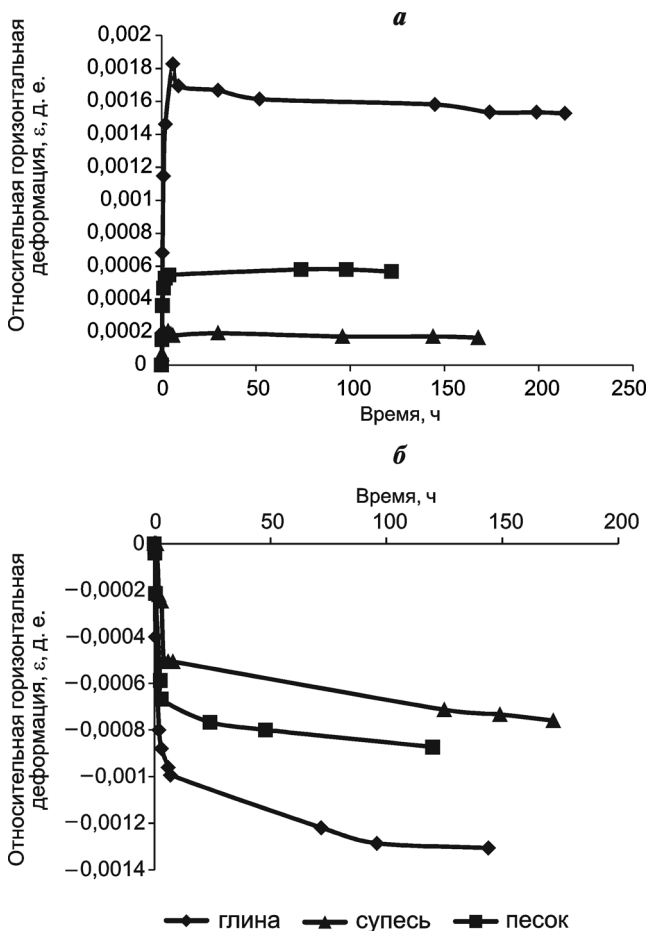 а
Относительная горизонтальная
деформация, ε, д. е.
0,002
0,0018
0,0016
0,0014
0,0012
0,001
0,0008
0,0006
0,0004
0,0002
0
0 50 100 150 200 250
Время, ч
б
Время, ч
0 50 100 150 200
Относительная горизонтальная
деформация, ε, д. е.
0
−0,0002
−0,0004
−0,0006
−0,0008
−0,001
−0,0012
−0,0014
глина супесь песок